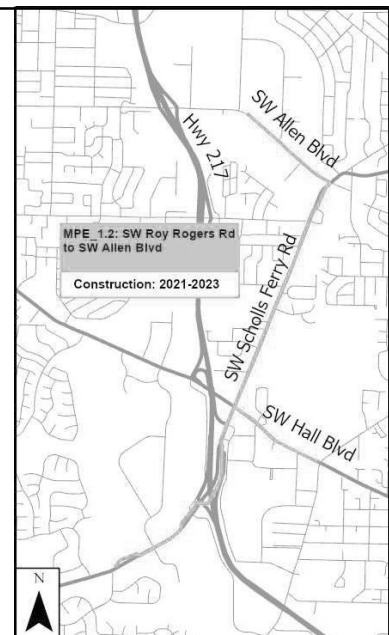 SW Allen Blvd
Hwy 217
MPE_1.2: SW Roy Rogers Rd
to SW Allen Blvd
Construction: 2021-2023
SW Scholls Ferry Rd
SW Hall Blvd
N